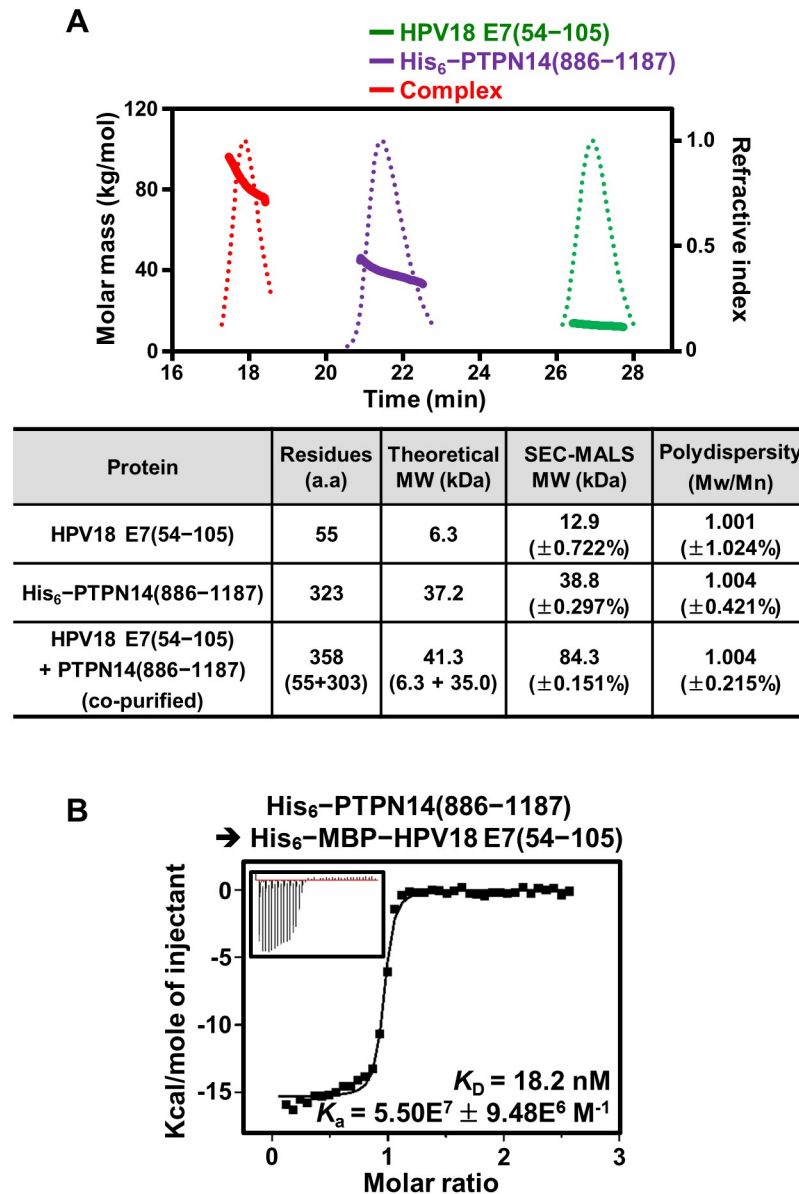 A
HPV18 E7(54−105)
His₆−PTPN14(886−1187)
Complex
Molar mass (kg/mol)
120
80
40
0
16
18
20
22
24
26
28
Time (min)
1.0
0.5
0
Refractive index
Protein
Residues (a.a)
Theoretical MW (kDa)
SEC-MALS MW (kDa)
Polydispersity (Mw/Mn)
HPV18 E7(54−105)
55
6.3
12.9
(±0.722%)
1.001
(±1.024%)
His₆−PTPN14(886−1187)
323
37.2
38.8
(±0.297%)
1.004
(±0.421%)
HPV18 E7(54−105)
+ PTPN14(886−1187)
(co-purified)
358
(55+303)
41.3
(6.3 + 35.0)
84.3
(±0.151%)
1.004
(±0.215%)
B
His₆−PTPN14(886−1187)
➔ His₆−MBP−HPV18 E7(54−105)
Kcal/mole of injectant
0
-5
-10
-15
K_D = 18.2 nM
K_a = 5.50E⁷ ± 9.48E⁶ M⁻¹
0
1
2
3
Molar ratio